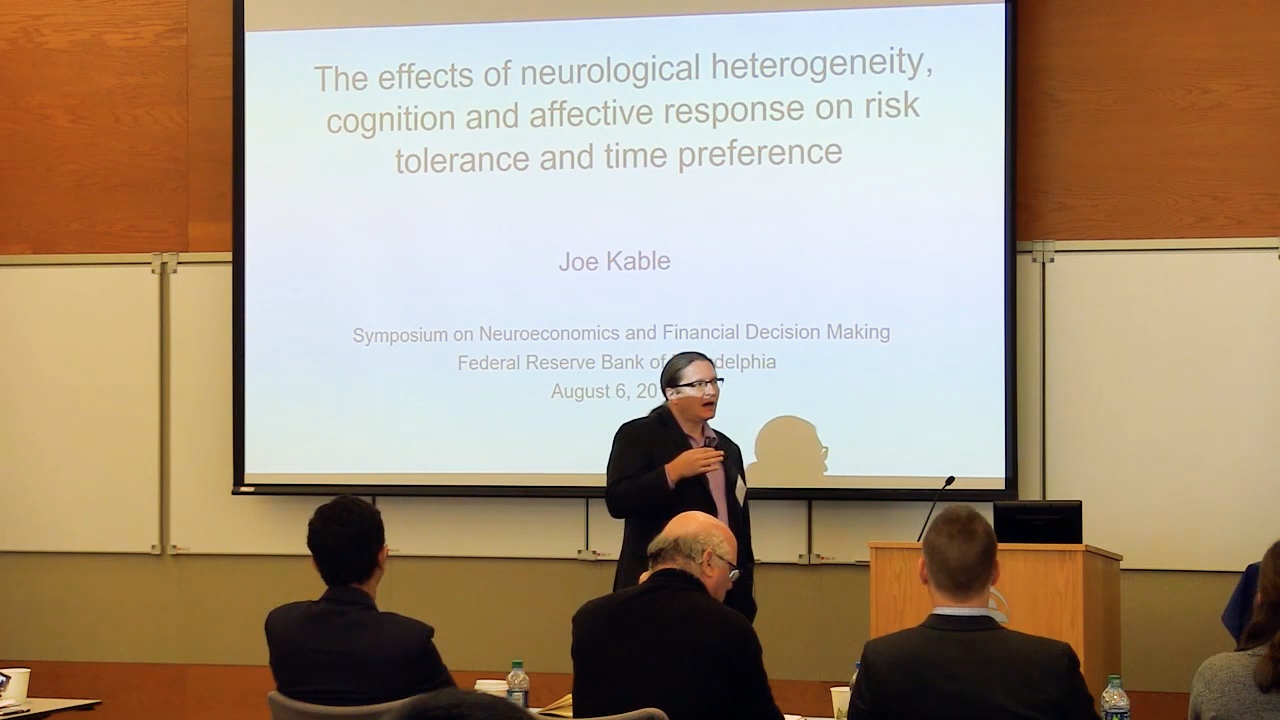 The effects of neurological heterogeneity,
cognition and affective response on risk
tolerance and time preference
Joe Kable
Symposium on Neuroeconomics and Financial Decision Making
Federal Reserve Bank of
August 6,